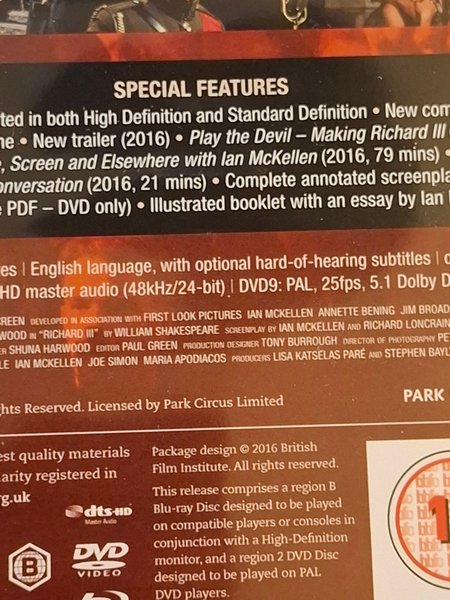 SPECIAL FEATURES
ted in both High Definition and Standard Definition • New com
ne • New trailer (2016) • Play the Devil – Making Richard III
, Screen and Elsewhere with Ian McKellen (2016, 79 mins) •
onversation (2016, 21 mins) • Complete annotated screenpla
PDF – DVD only) • Illustrated booklet with an essay by Ian
es | English language, with optional hard-of-hearing subtitles |
HD master audio (48kHz/24-bit) | DVD9: PAL, 25fps, 5.1 Dolby D
CREEN DEVELOPED IN ASSOCIATION WITH FIRST LOOK PICTURES IAN MCKELLEN ANNETTE BENING JIM BROAD
WOOD IN "RICHARD III" BY WILLIAM SHAKESPEARE SCREENPLAY BY IAN MCKELLEN AND RICHARD LONCRAIN
ER SHUNA HARWOOD EDITOR PAUL GREEN PRODUCTION DESIGNER TONY BURROUGH DIRECTOR OF PHOTOGRAPHY PE
LE IAN MCKELLEN JOE SIMON MARIA APODIACOS PRODUCERS LISA KATSELAS PARÉ AND STEPHEN BAYL
ghts Reserved. Licensed by Park Circus Limited
PARK
est quality materials
arity registered in
rg.uk
dts-HD
Master Audio
B
DVD
VIDEO
Package design © 2016 British
Film Institute. All rights reserved.
This release comprises a region B
Blu-ray Disc designed to be played
on compatible players or consoles in
conjunction with a High-Definition
monitor, and a region 2 DVD Disc
designed to be played on PAL
DVD players.
1